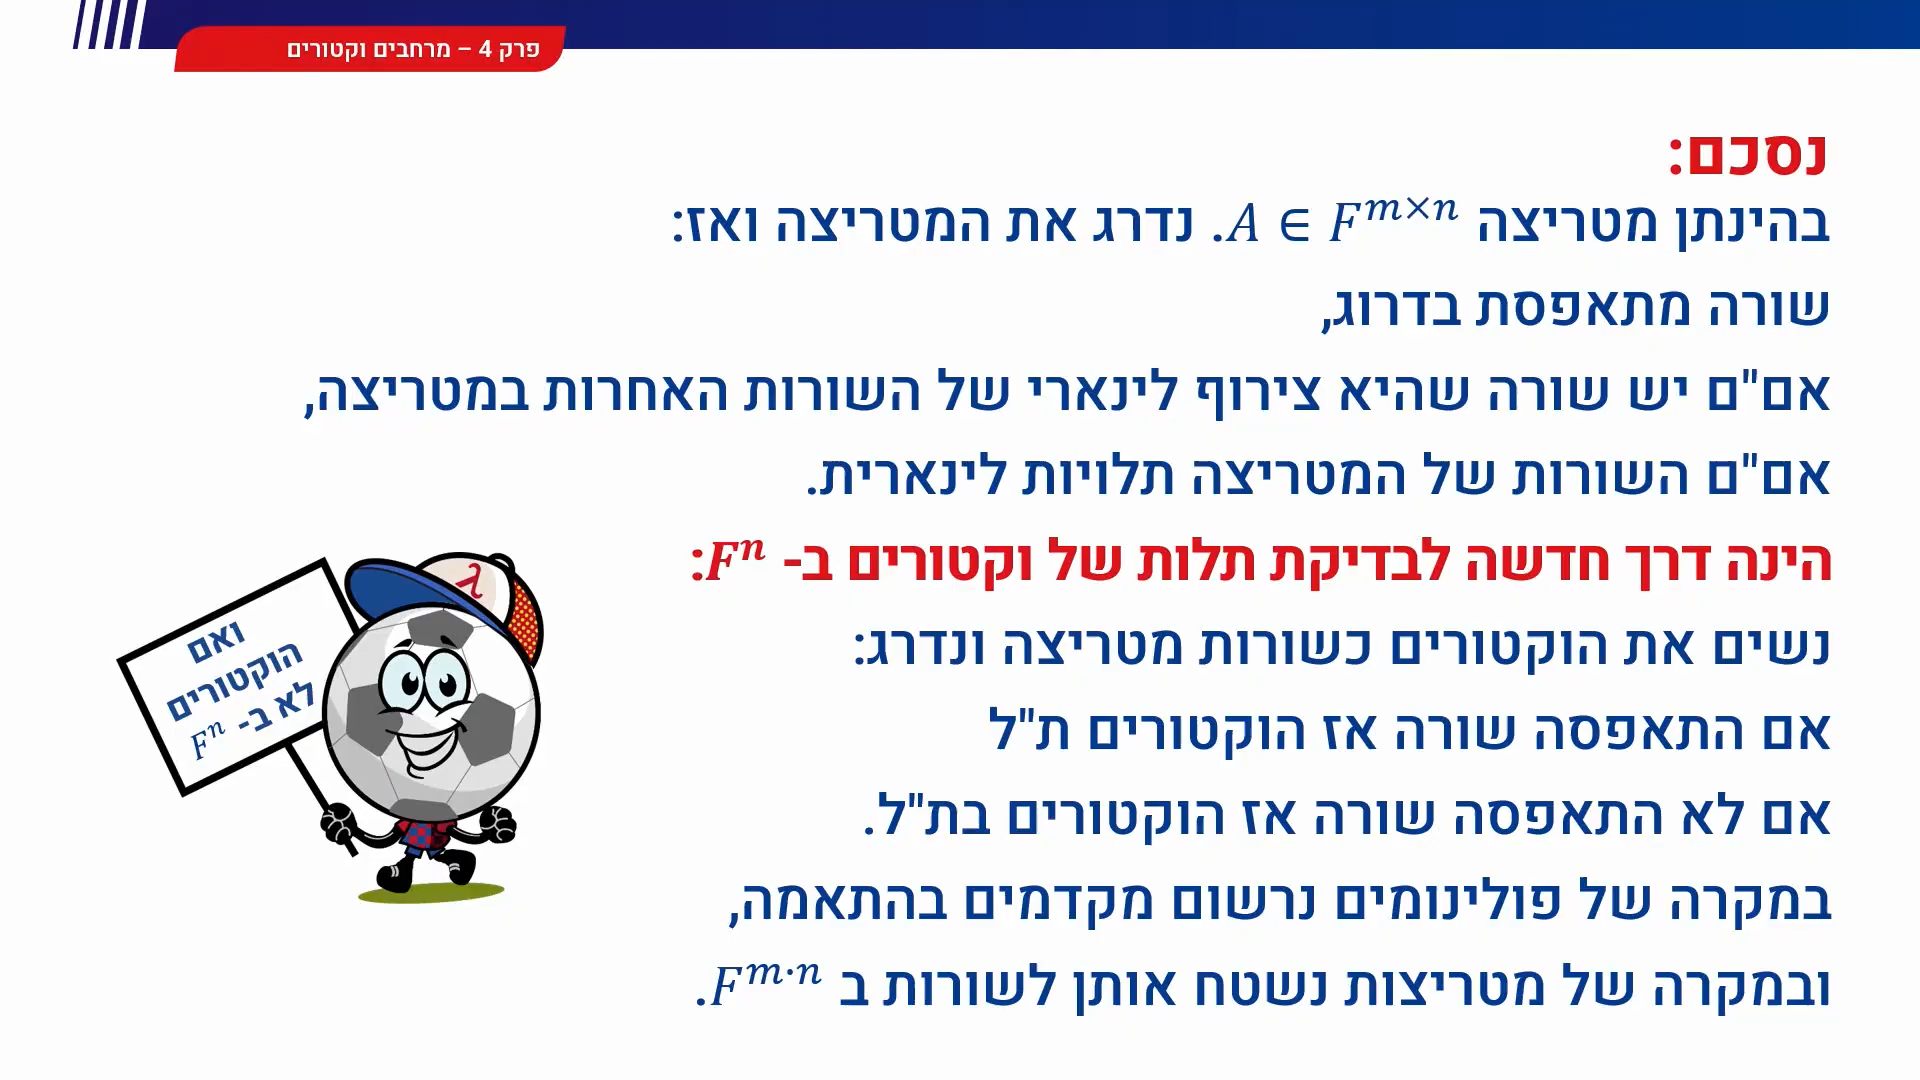 פרק 4 – מרחבים וקטורים
נסכם:
בהינתן מטריצה A ∈ F^{m×n}. נדרג את המטריצה ואז:
שורה מתאפסת בדרוג,
אם"ם יש שורה שהיא צירוף לינארי של השורות האחרות במטריצה,
אם"ם השורות של המטריצה תלויות לינארית.
הינה דרך חדשה לבדיקת תלות של וקטורים ב- F^n:
נשים את הוקטורים כשורות מטריצה ונדרג:
אם התאפסה שורה אז הוקטורים ת"ל
אם לא התאפסה שורה אז הוקטורים בת"ל.
במקרה של פולינומים נרשום מקדמים בהתאמה,
ובמקרה של מטריצות נשטח אותן לשורות ב F^{m·n}.
λ
ואם
הוקטורים
לא ב- F^n